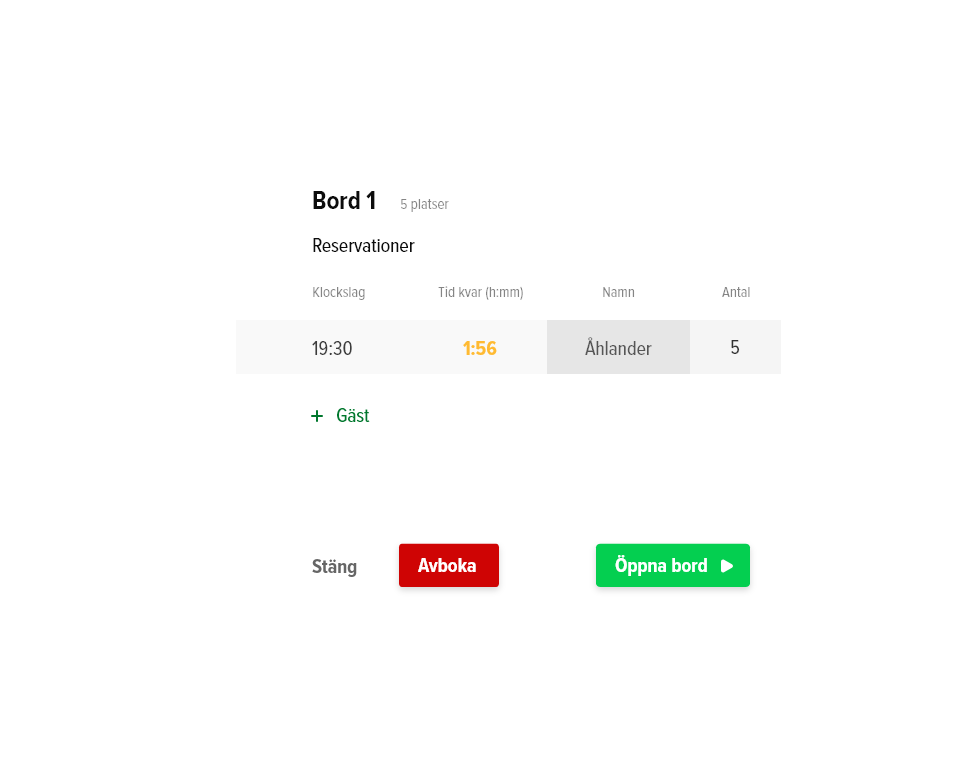 Bord 1 5 platser
Reservationer
Klockslag Tid kvar (h:mm) Namn Antal
19:30 1:56 Åhlander 5
+ Gäst
Stäng Avboka Öppna bord